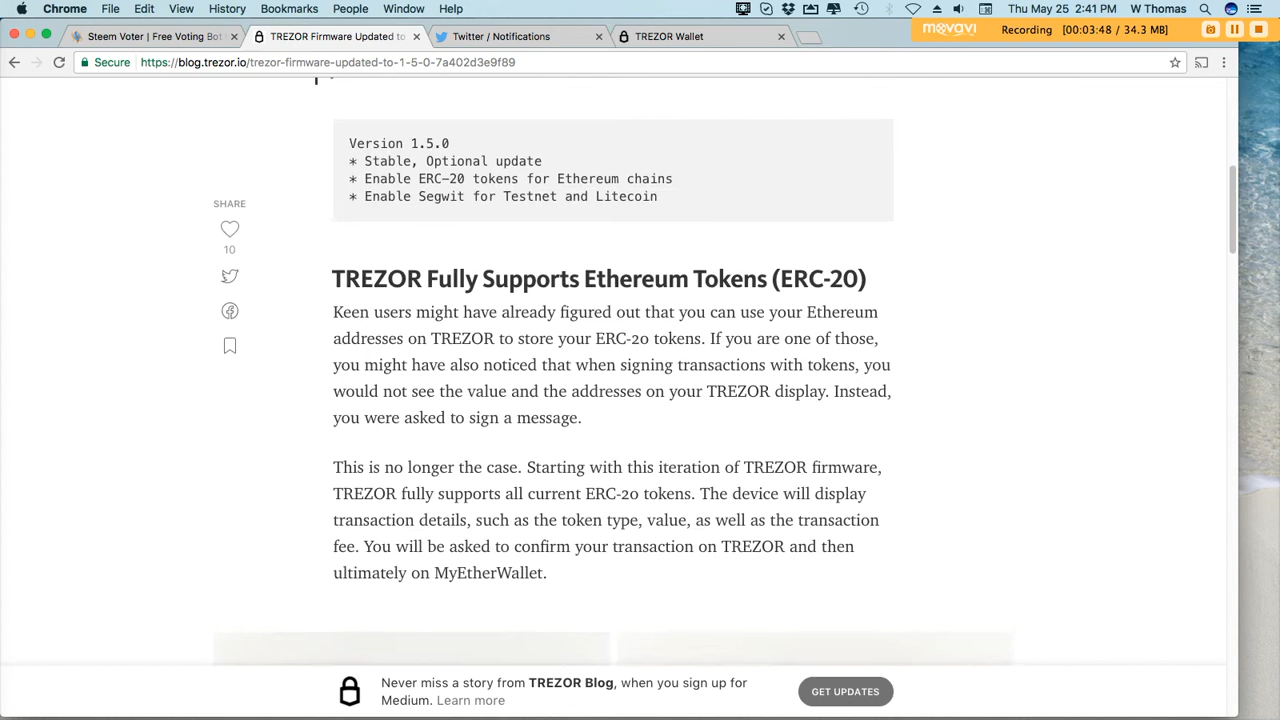 Chrome File Edit View History Bookmarks People Window Help Thu May 25 2:41 PM W Thomas
Steem Voter | Free Voting Bot TREZOR Firmware Updated to Twitter / Notifications TREZOR Wallet
movavi Recording [00:03:48 / 34.3 MB]
Secure https://blog.trezor.io/trezor-firmware-updated-to-1-5-0-7a402d3e9f89
Version 1.5.0
* Stable, Optional update
* Enable ERC-20 tokens for Ethereum chains
* Enable Segwit for Testnet and Litecoin
SHARE
10
TREZOR Fully Supports Ethereum Tokens (ERC-20)
Keen users might have already figured out that you can use your Ethereum
addresses on TREZOR to store your ERC-20 tokens. If you are one of those,
you might have also noticed that when signing transactions with tokens, you
would not see the value and the addresses on your TREZOR display. Instead,
you were asked to sign a message.
This is no longer the case. Starting with this iteration of TREZOR firmware,
TREZOR fully supports all current ERC-20 tokens. The device will display
transaction details, such as the token type, value, as well as the transaction
fee. You will be asked to confirm your transaction on TREZOR and then
ultimately on MyEtherWallet.
Never miss a story from TREZOR Blog, when you sign up for
Medium. Learn more
GET UPDATES